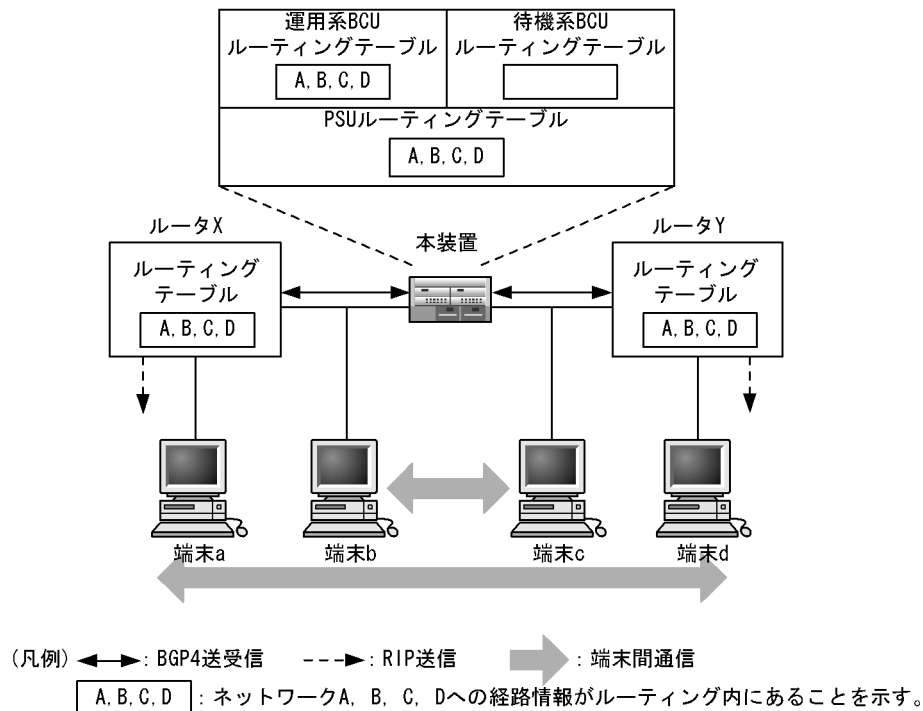 運用系BCU
ルーティングテーブル
A, B, C, D
待機系BCU
ルーティングテーブル
PSUルーティングテーブル
A, B, C, D
ルータX
ルーティング
テーブル
A, B, C, D
本装置
ルータY
ルーティング
テーブル
A, B, C, D
端末a
端末b
端末c
端末d
(凡例)
: BGP4送受信
: RIP送信
: 端末間通信
A, B, C, D
: ネットワークA, B, C, Dへの経路情報がルーティング内にあることを示す。